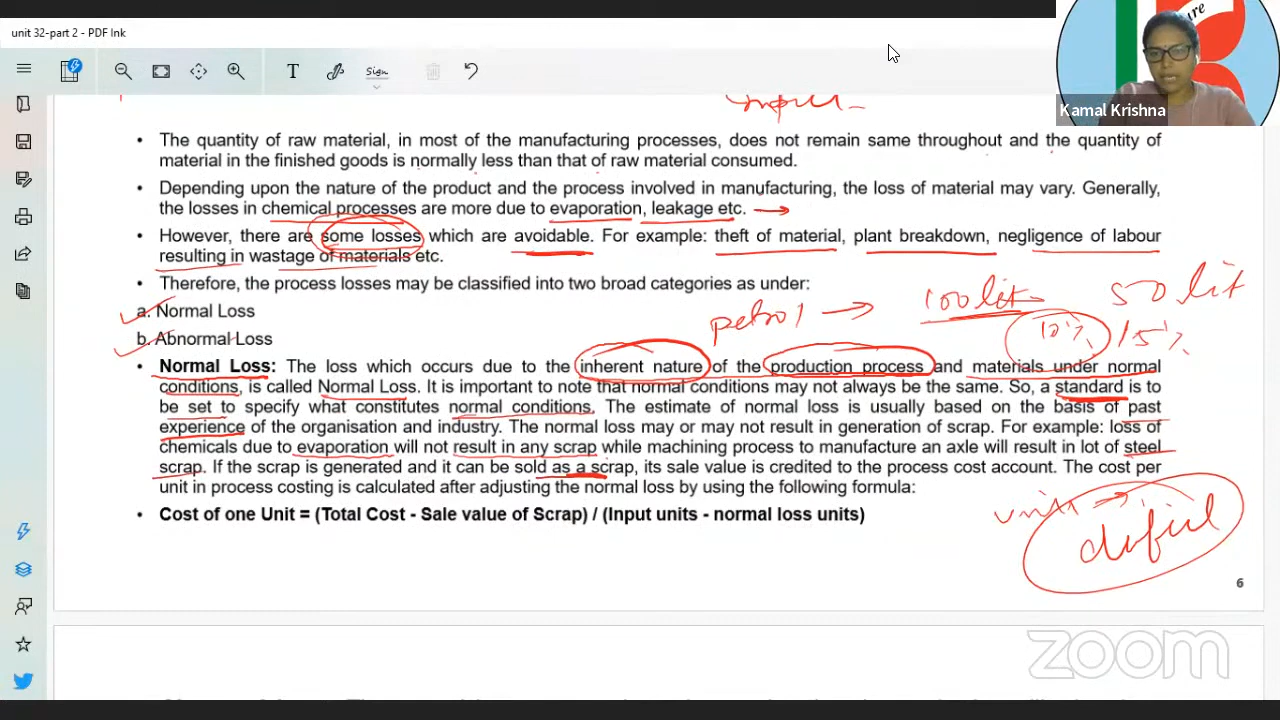 unit 32-part 2 - PDF Ink
T
Sign
Kamal Krishna
• The quantity of raw material, in most of the manufacturing processes, does not remain same throughout and the quantity of
material in the finished goods is normally less than that of raw material consumed.
• Depending upon the nature of the product and the process involved in manufacturing, the loss of material may vary. Generally,
the losses in chemical processes are more due to evaporation, leakage etc.
• However, there are some losses which are avoidable. For example: theft of material, plant breakdown, negligence of labour
resulting in wastage of materials etc.
• Therefore, the process losses may be classified into two broad categories as under:
a. Normal Loss
petrol → 100 lit 50 lit
10% 15%
b. Abnormal Loss
• Normal Loss: The loss which occurs due to the inherent nature of the production process and materials under normal
conditions, is called Normal Loss. It is important to note that normal conditions may not always be the same. So, a standard is to
be set to specify what constitutes normal conditions. The estimate of normal loss is usually based on the basis of past
experience of the organisation and industry. The normal loss may or may not result in generation of scrap. For example: loss of
chemicals due to evaporation will not result in any scrap while machining process to manufacture an axle will result in lot of steel
scrap. If the scrap is generated and it can be sold as a scrap, its sale value is credited to the process cost account. The cost per
unit in process costing is calculated after adjusting the normal loss by using the following formula:
• Cost of one Unit = (Total Cost - Sale value of Scrap) / (Input units - normal loss units)
units →
6
zoom